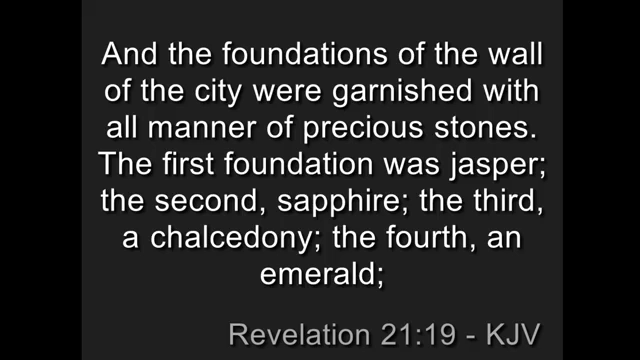 And the foundations of the wall
of the city were garnished with
all manner of precious stones.
The first foundation was jasper;
the second, sapphire; the third,
a chalcedony; the fourth, an
emerald;
Revelation 21:19 - KJV